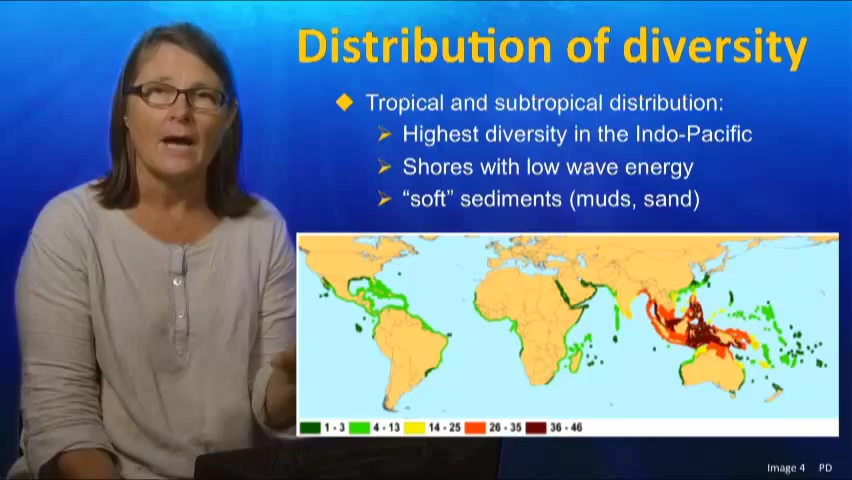 Distribution of diversity
Tropical and subtropical distribution:
Highest diversity in the Indo-Pacific
Shores with low wave energy
“soft” sediments (muds, sand)
1 - 3 4 - 13 14 - 25 26 - 35 36 - 46
Image 4 PD